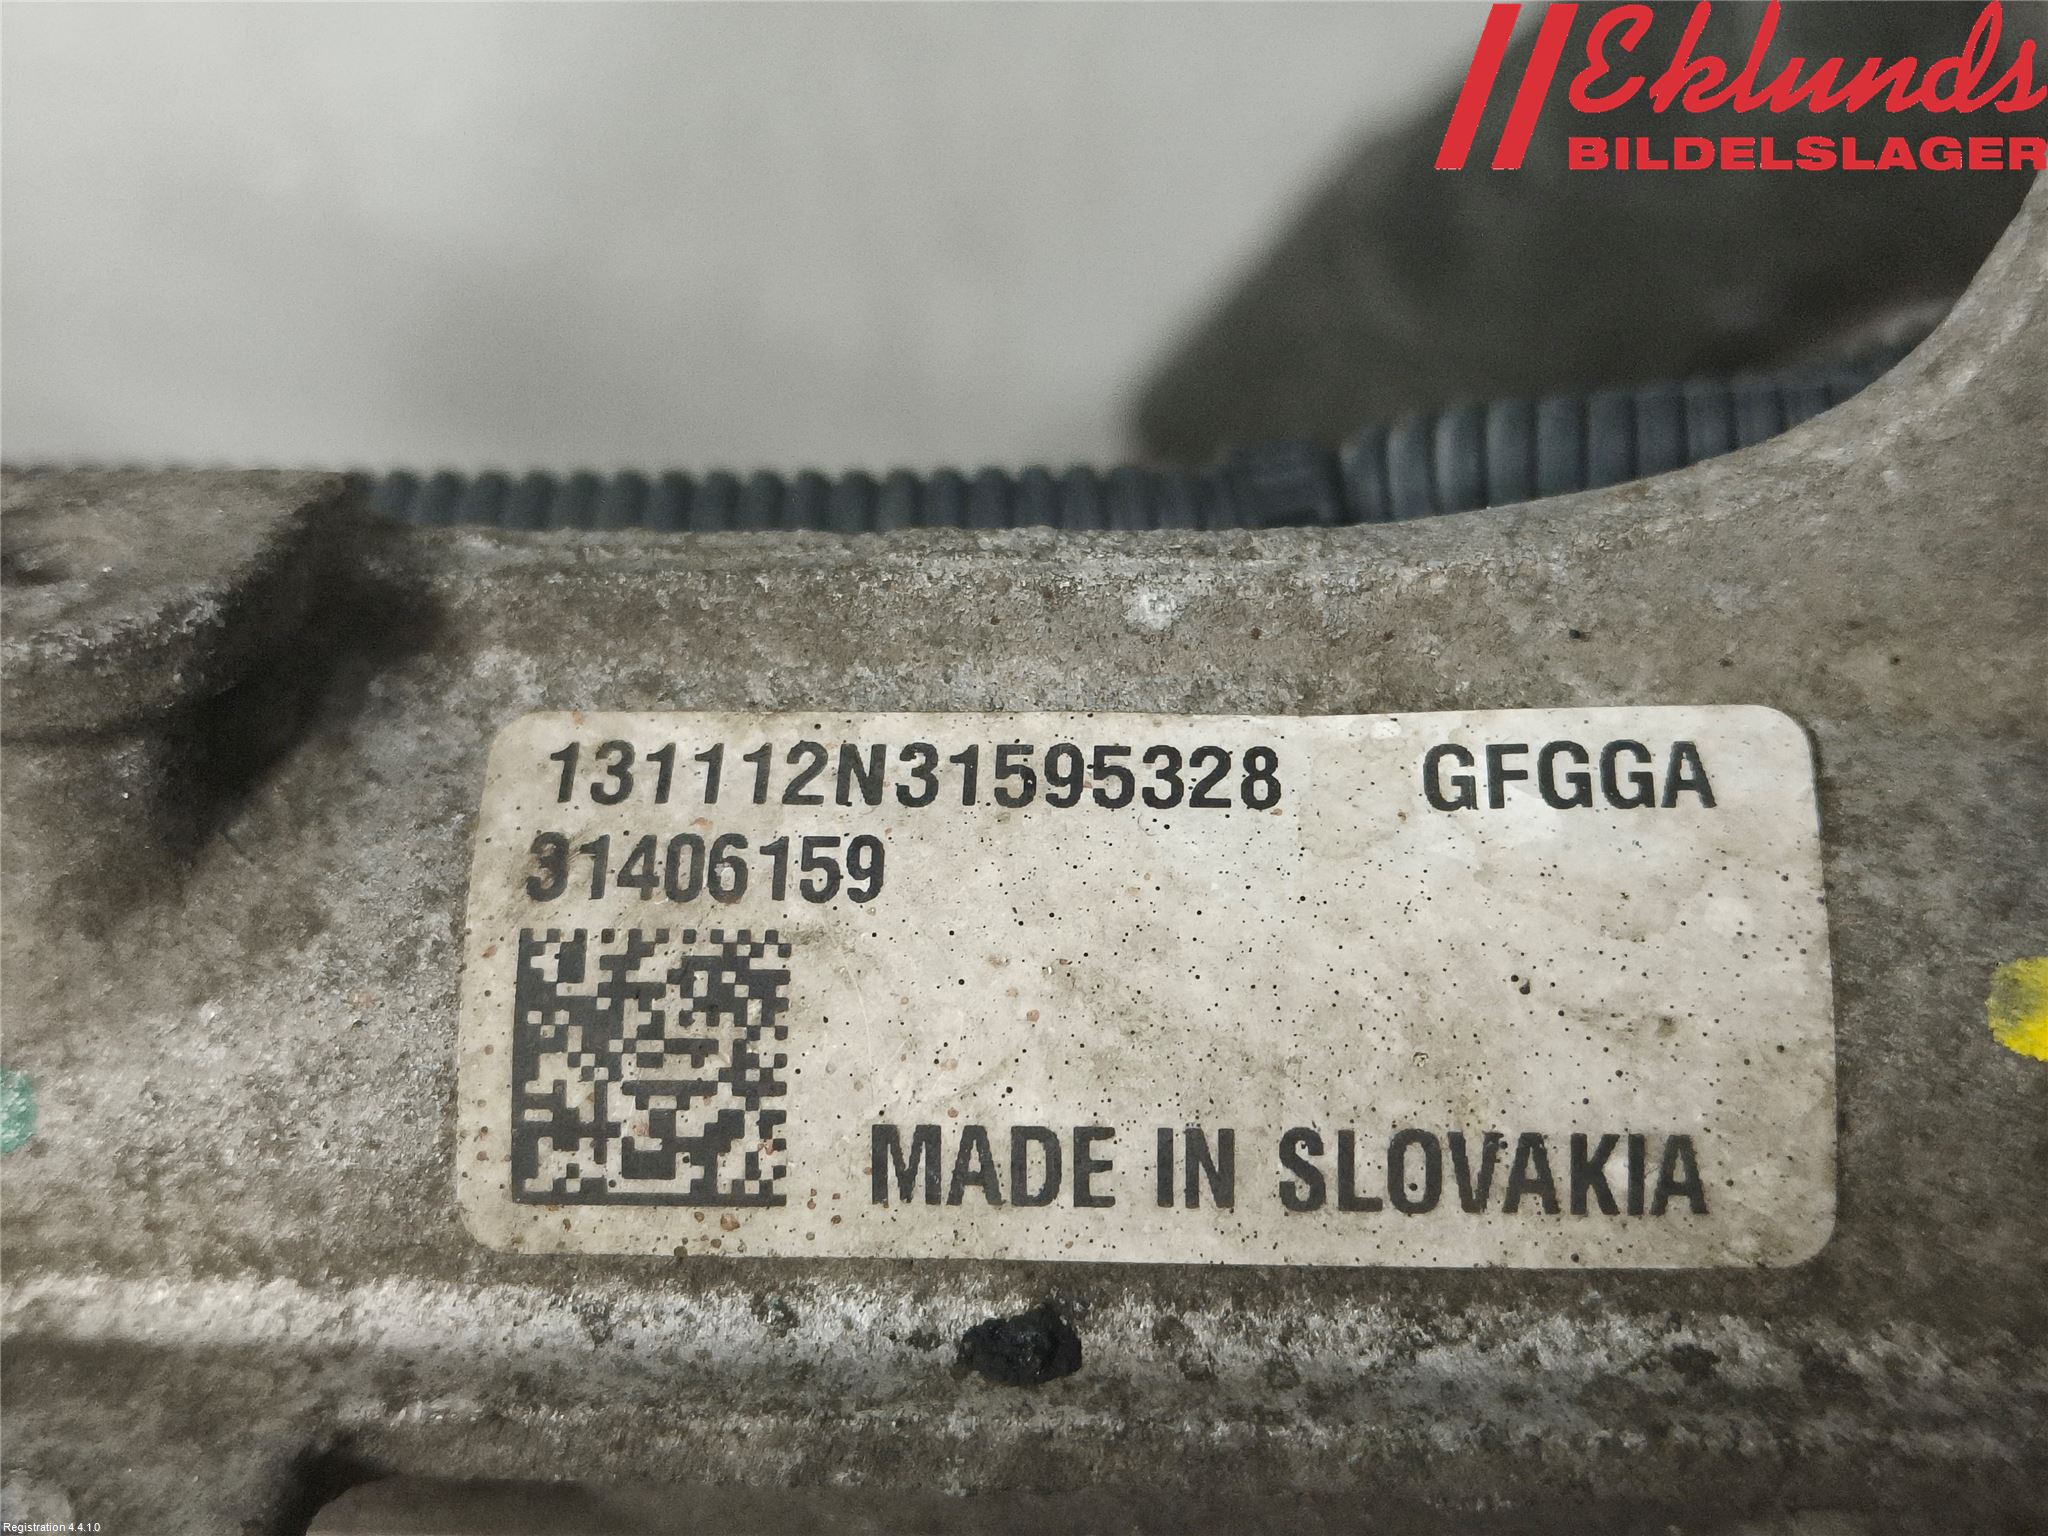 Eklunds
BILDELSLAGER
131112N31595328 GFGGA
31406159
MADE IN SLOVAKIA
Registration 4.4.1.0